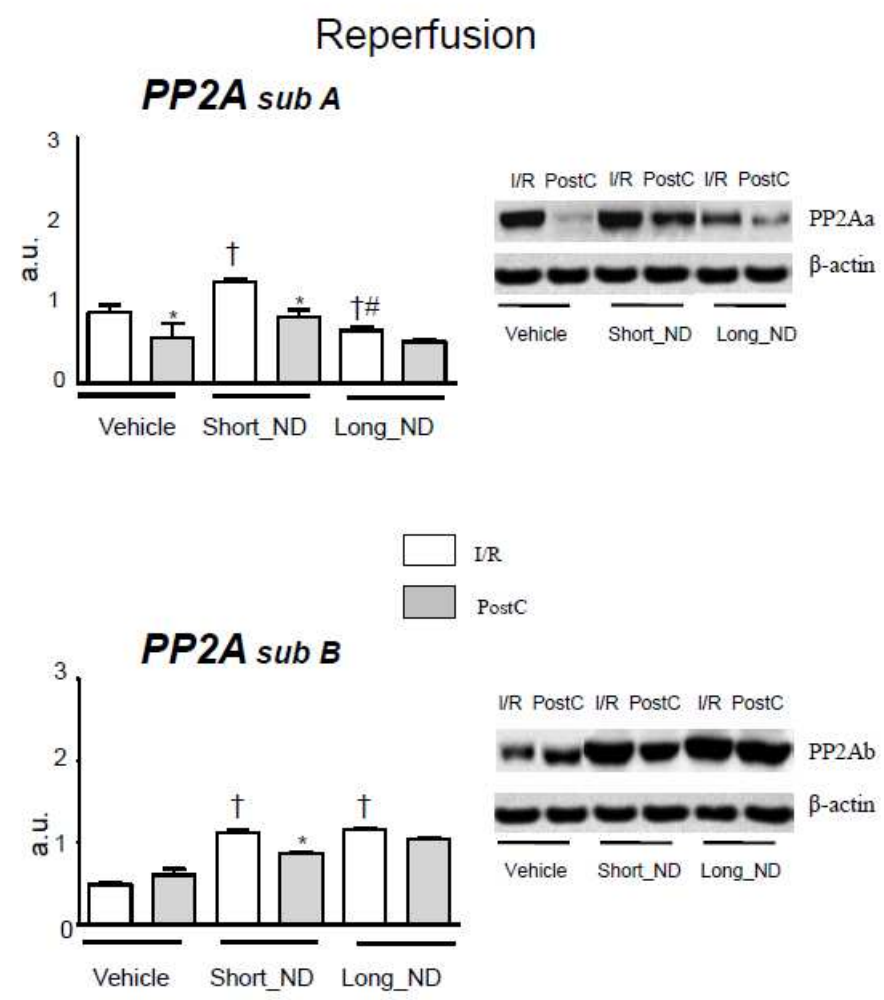 Reperfusion
PP2A sub A
3
2
1
0
a.u.
†
*
*
†#
Vehicle Short_ND Long_ND
I/R PostC I/R PostC I/R PostC
PP2Aa
β-actin
Vehicle Short_ND Long_ND
I/R
PostC
PP2A sub B
3
2
1
0
a.u.
†
*
†
Vehicle Short_ND Long_ND
I/R PostC I/R PostC I/R PostC
PP2Ab
β-actin
Vehicle Short_ND Long_ND